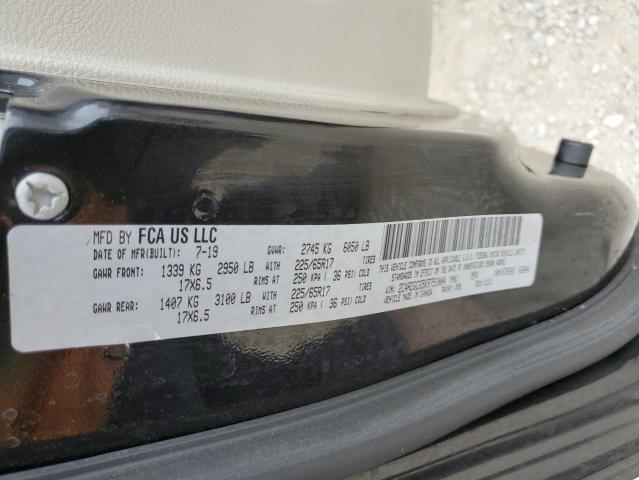 MFD BY FCA US LLC
DATE OF MFR(BUILT): 7-19 GVWR: 2745 KG 6050 LB
GAWR FRONT: 1339 KG 2950 LB WITH 225/65R17 TIRES
17X6.5 RIMS AT 250 KPA ( 36 PSI) COLD
GAWR REAR: 1407 KG 3100 LB WITH 225/65R17 TIRES
17X6.5 RIMS AT 250 KPA ( 36 PSI) COLD
THIS VEHICLE CONFORMS TO ALL APPLICABLE U.S.A. FEDERAL MOTOR VEHICLE SAFETY
STANDARDS IN EFFECT ON THE DATE OF MANUFACTURE SHOWN ABOVE.
VIN:
MADE IN CANADA PAINT: